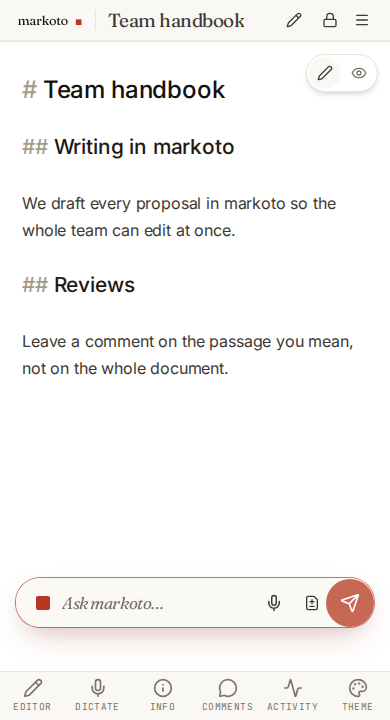 markoto
Team handbook
# Team handbook
## Writing in markoto
We draft every proposal in markoto so the
whole team can edit at once.
## Reviews
Leave a comment on the passage you mean,
not on the whole document.
Ask markoto...
EDITOR DICTATE INFO COMMENTS ACTIVITY THEME